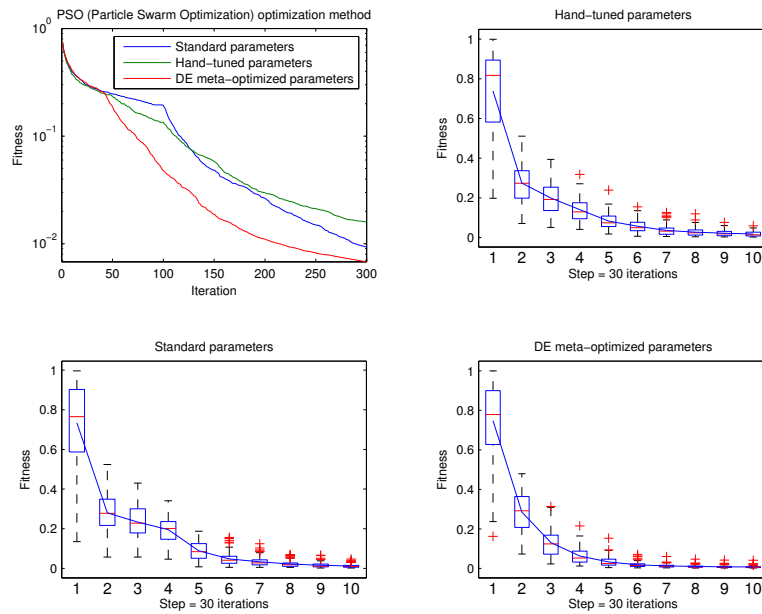 PSO (Particle Swarm Optimization) optimization method
10^0
10^−1
10^−2
Fitness
Standard parameters
Hand−tuned parameters
DE meta−optimized parameters
0 50 100 150 200 250 300
Iteration
Hand−tuned parameters
1
0.8
0.6
0.4
0.2
0
Fitness
1 2 3 4 5 6 7 8 9 10
Step = 30 iterations
Standard parameters
1
0.8
0.6
0.4
0.2
0
Fitness
1 2 3 4 5 6 7 8 9 10
Step = 30 iterations
DE meta−optimized parameters
1
0.8
0.6
0.4
0.2
0
Fitness
1 2 3 4 5 6 7 8 9 10
Step = 30 iterations